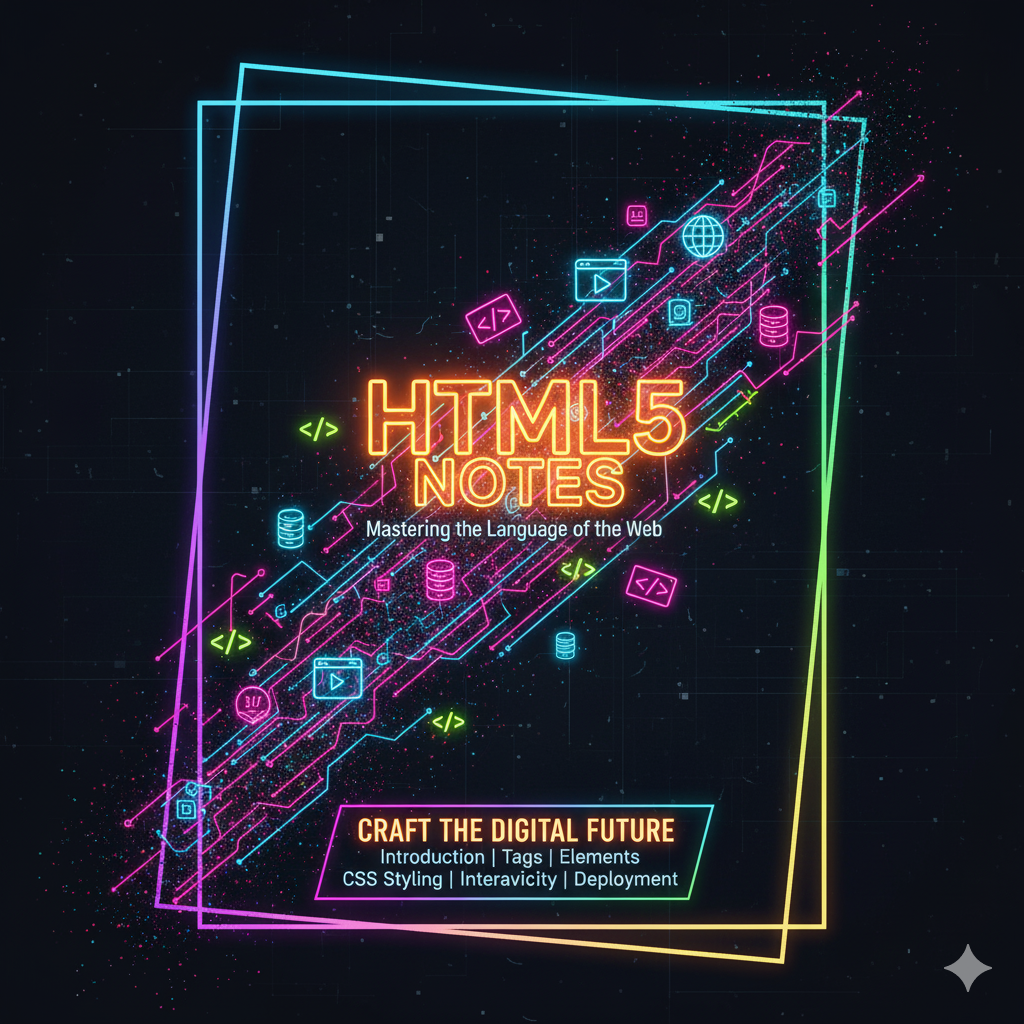 </>
</>
HTML5
NOTES
</>
Mastering the Language of the Web
</>
</>
</>
</>
CRAFT THE DIGITAL FUTURE
Introduction | Tags | Elements
CSS Styling | Interavicity | Deployment